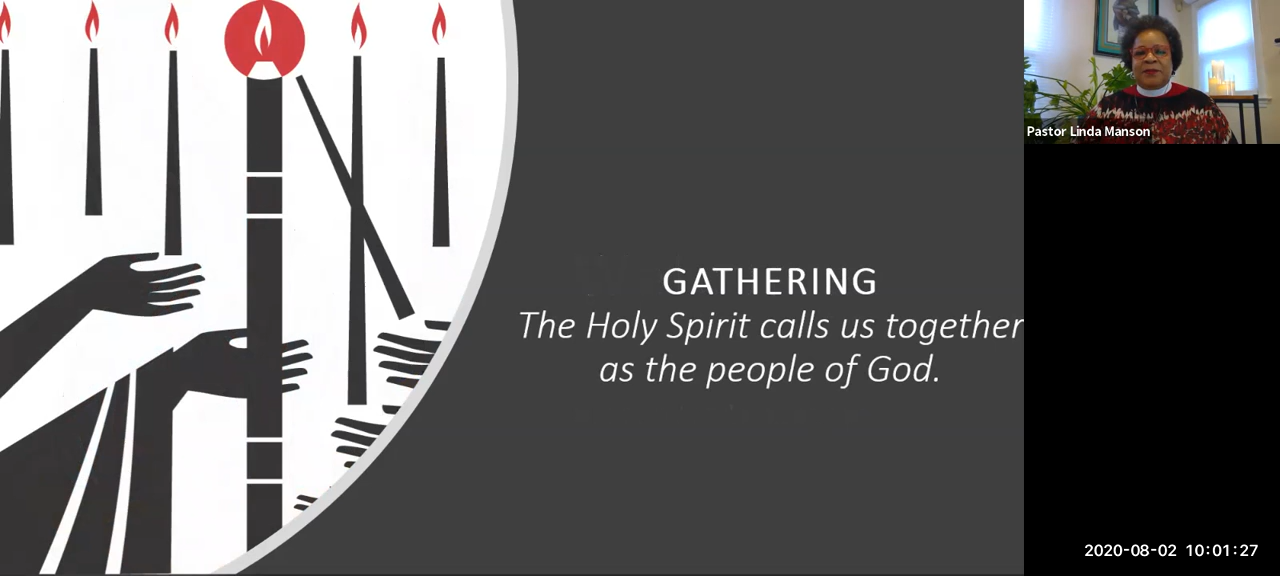 GATHERING
The Holy Spirit calls us together
as the people of God.
Pastor Linda Manson
2020-08-02 10:01:27